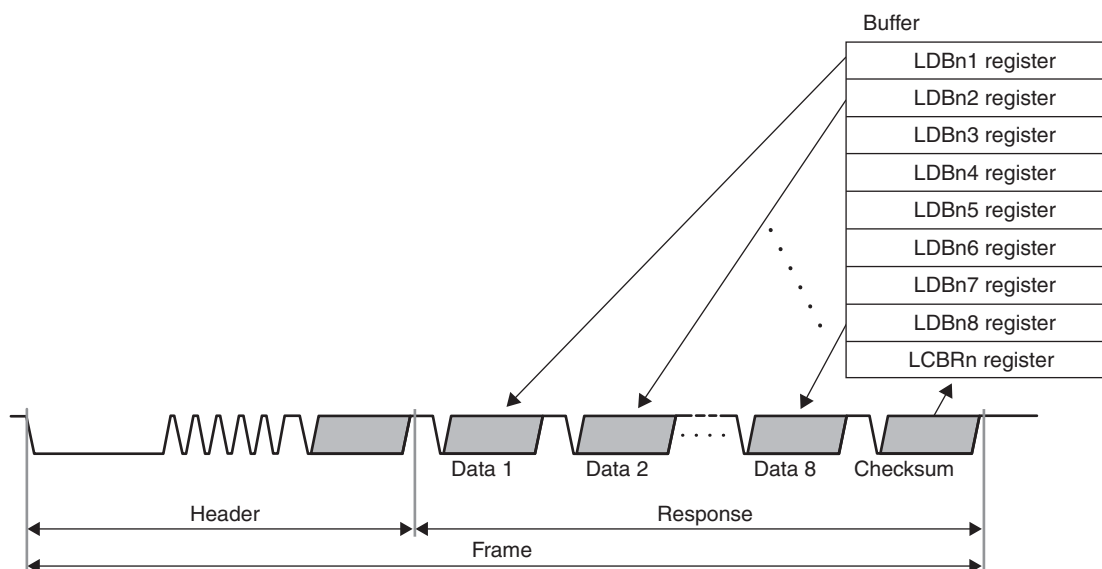 Buffer
LDBn1 register
LDBn2 register
LDBn3 register
LDBn4 register
LDBn5 register
LDBn6 register
LDBn7 register
LDBn8 register
LCBRn register
Data 1 Data 2 Data 8 Checksum
Header Response
Frame